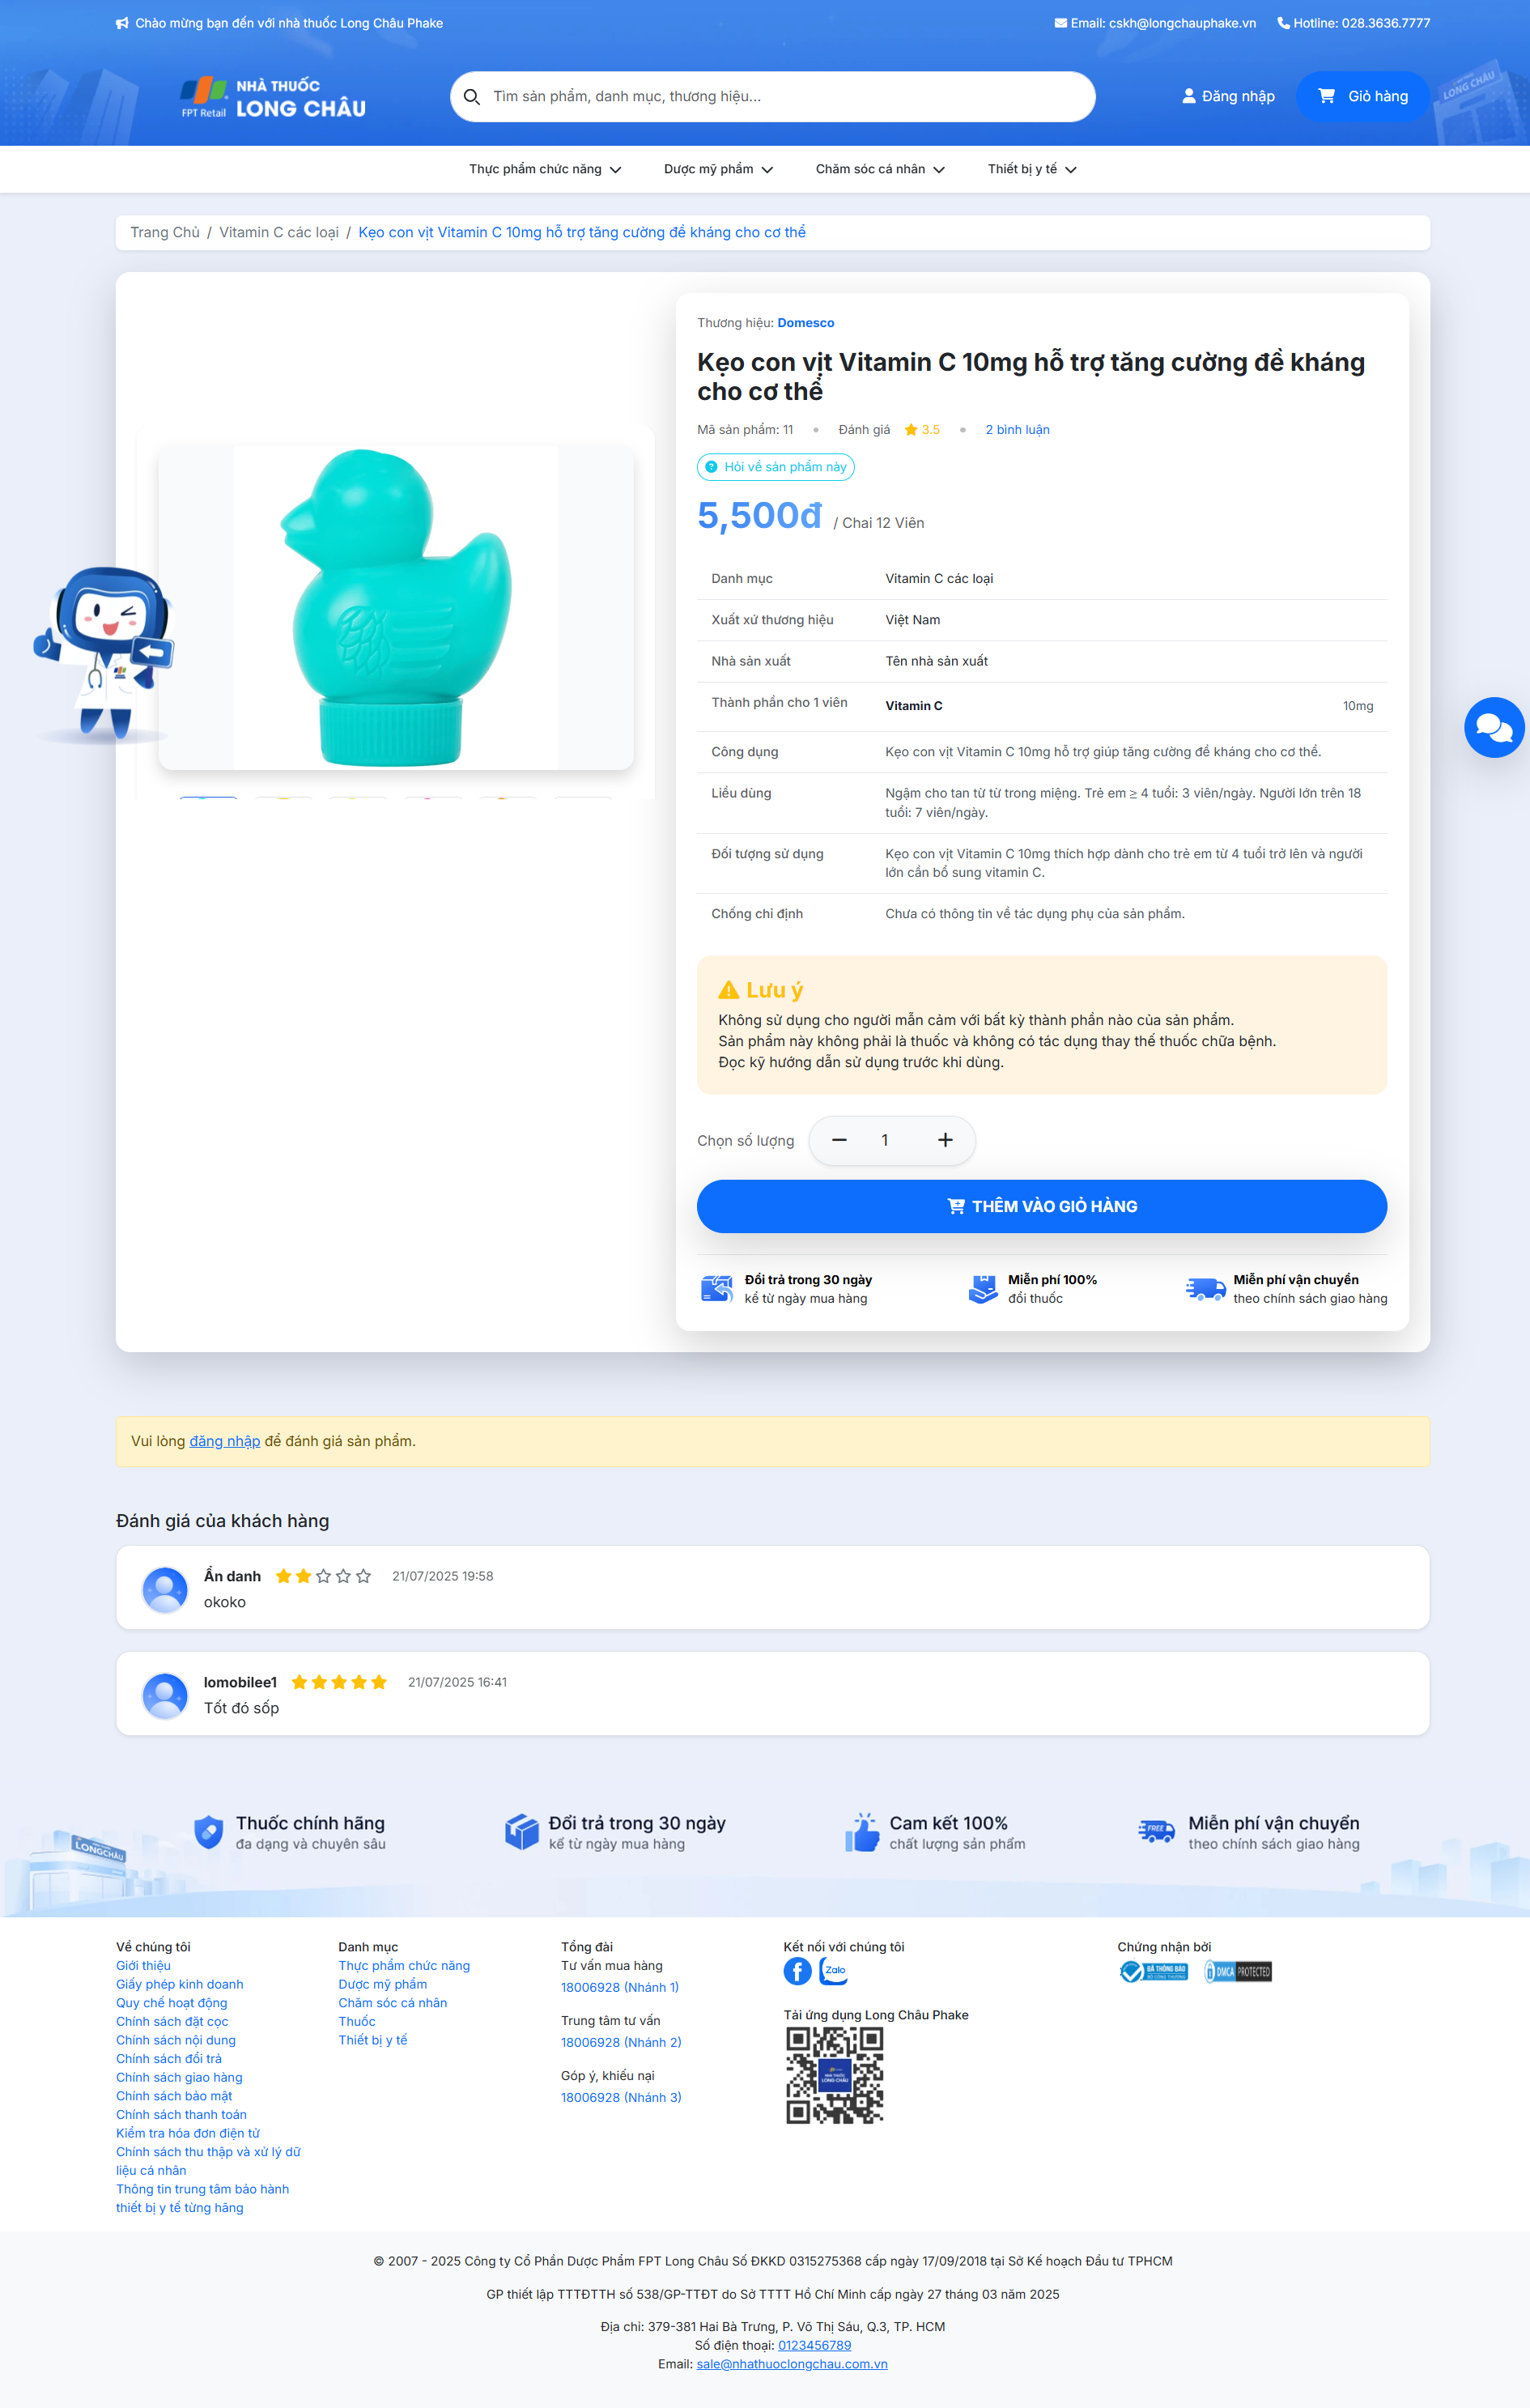 Chào mừng bạn đến với nhà thuốc Long Châu Phake
Email: cskh@longchauphake.vn
Hotline: 028.3636.7777
FPT Retail
NHÀ THUỐC
LONG CHÂU
Tìm sản phẩm, danh mục, thương hiệu...
Đăng nhập
Giỏ hàng
LONG CHÂU
Thực phẩm chức năng
Dược mỹ phẩm
Chăm sóc cá nhân
Thiết bị y tế
Trang Chủ / Vitamin C các loại / Kẹo con vịt Vitamin C 10mg hỗ trợ tăng cường đề kháng cho cơ thể
Thương hiệu: Domesco
Kẹo con vịt Vitamin C 10mg hỗ trợ tăng cường đề kháng
cho cơ thể
Mã sản phẩm: 11
Đánh giá
3.5
2 bình luận
Hỏi về sản phẩm này
5,500đ / Chai 12 Viên
Danh mục
Vitamin C các loại
Xuất xứ thương hiệu
Việt Nam
Nhà sản xuất
Tên nhà sản xuất
Thành phần cho 1 viên
Vitamin C
10mg
Công dụng
Kẹo con vịt Vitamin C 10mg hỗ trợ giúp tăng cường đề kháng cho cơ thể.
Liều dùng
Ngậm cho tan từ từ trong miệng. Trẻ em ≥ 4 tuổi: 3 viên/ngày. Người lớn trên 18
tuổi: 7 viên/ngày.
Đối tượng sử dụng
Kẹo con vịt Vitamin C 10mg thích hợp dành cho trẻ em từ 4 tuổi trở lên và người
lớn cần bổ sung vitamin C.
Chống chỉ định
Chưa có thông tin về tác dụng phụ của sản phẩm.
Lưu ý
Không sử dụng cho người mẫn cảm với bất kỳ thành phần nào của sản phẩm.
Sản phẩm này không phải là thuốc và không có tác dụng thay thế thuốc chữa bệnh.
Đọc kỹ hướng dẫn sử dụng trước khi dùng.
Chọn số lượng
1
THÊM VÀO GIỎ HÀNG
Đổi trả trong 30 ngày
kể từ ngày mua hàng
Miễn phí 100%
đổi thuốc
Miễn phí vận chuyển
theo chính sách giao hàng
Vui lòng đăng nhập để đánh giá sản phẩm.
Đánh giá của khách hàng
Ẩn danh
21/07/2025 19:58
okoko
lomobilee1
21/07/2025 16:41
Tốt đó sốp
LONGCHÂU
Thuốc chính hãng
đa dạng và chuyên sâu
Đổi trả trong 30 ngày
kể từ ngày mua hàng
Cam kết 100%
chất lượng sản phẩm
FREE
Miễn phí vận chuyển
theo chính sách giao hàng
Về chúng tôi
Giới thiệu
Giấy phép kinh doanh
Quy chế hoạt động
Chính sách đặt cọc
Chính sách nội dung
Chính sách đổi trả
Chính sách giao hàng
Chính sách bảo mật
Chính sách thanh toán
Kiểm tra hóa đơn điện tử
Chính sách thu thập và xử lý dữ
liệu cá nhân
Thông tin trung tâm bảo hành
thiết bị y tế từng hãng
Danh mục
Thực phẩm chức năng
Dược mỹ phẩm
Chăm sóc cá nhân
Thuốc
Thiết bị y tế
Tổng đài
Tư vấn mua hàng
18006928 (Nhánh 1)
Trung tâm tư vấn
18006928 (Nhánh 2)
Góp ý, khiếu nại
18006928 (Nhánh 3)
Kết nối với chúng tôi
Zalo
Tải ứng dụng Long Châu Phake
NHÀ THUỐC
LONG CHÂU
Chứng nhận bởi
ĐÃ THÔNG BÁO
BỘ CÔNG THƯƠNG
DMCA PROTECTED
© 2007 - 2025 Công ty Cổ Phần Dược Phẩm FPT Long Châu Số ĐKKD 0315275368 cấp ngày 17/09/2018 tại Sở Kế hoạch Đầu tư TPHCM
GP thiết lập TTTĐTTH số 538/GP-TTĐT do Sở TTTT Hồ Chí Minh cấp ngày 27 tháng 03 năm 2025
Địa chỉ: 379-381 Hai Bà Trưng, P. Võ Thị Sáu, Q.3, TP. HCM
Số điện thoại: 0123456789
Email: sale@nhathuoclongchau.com.vn